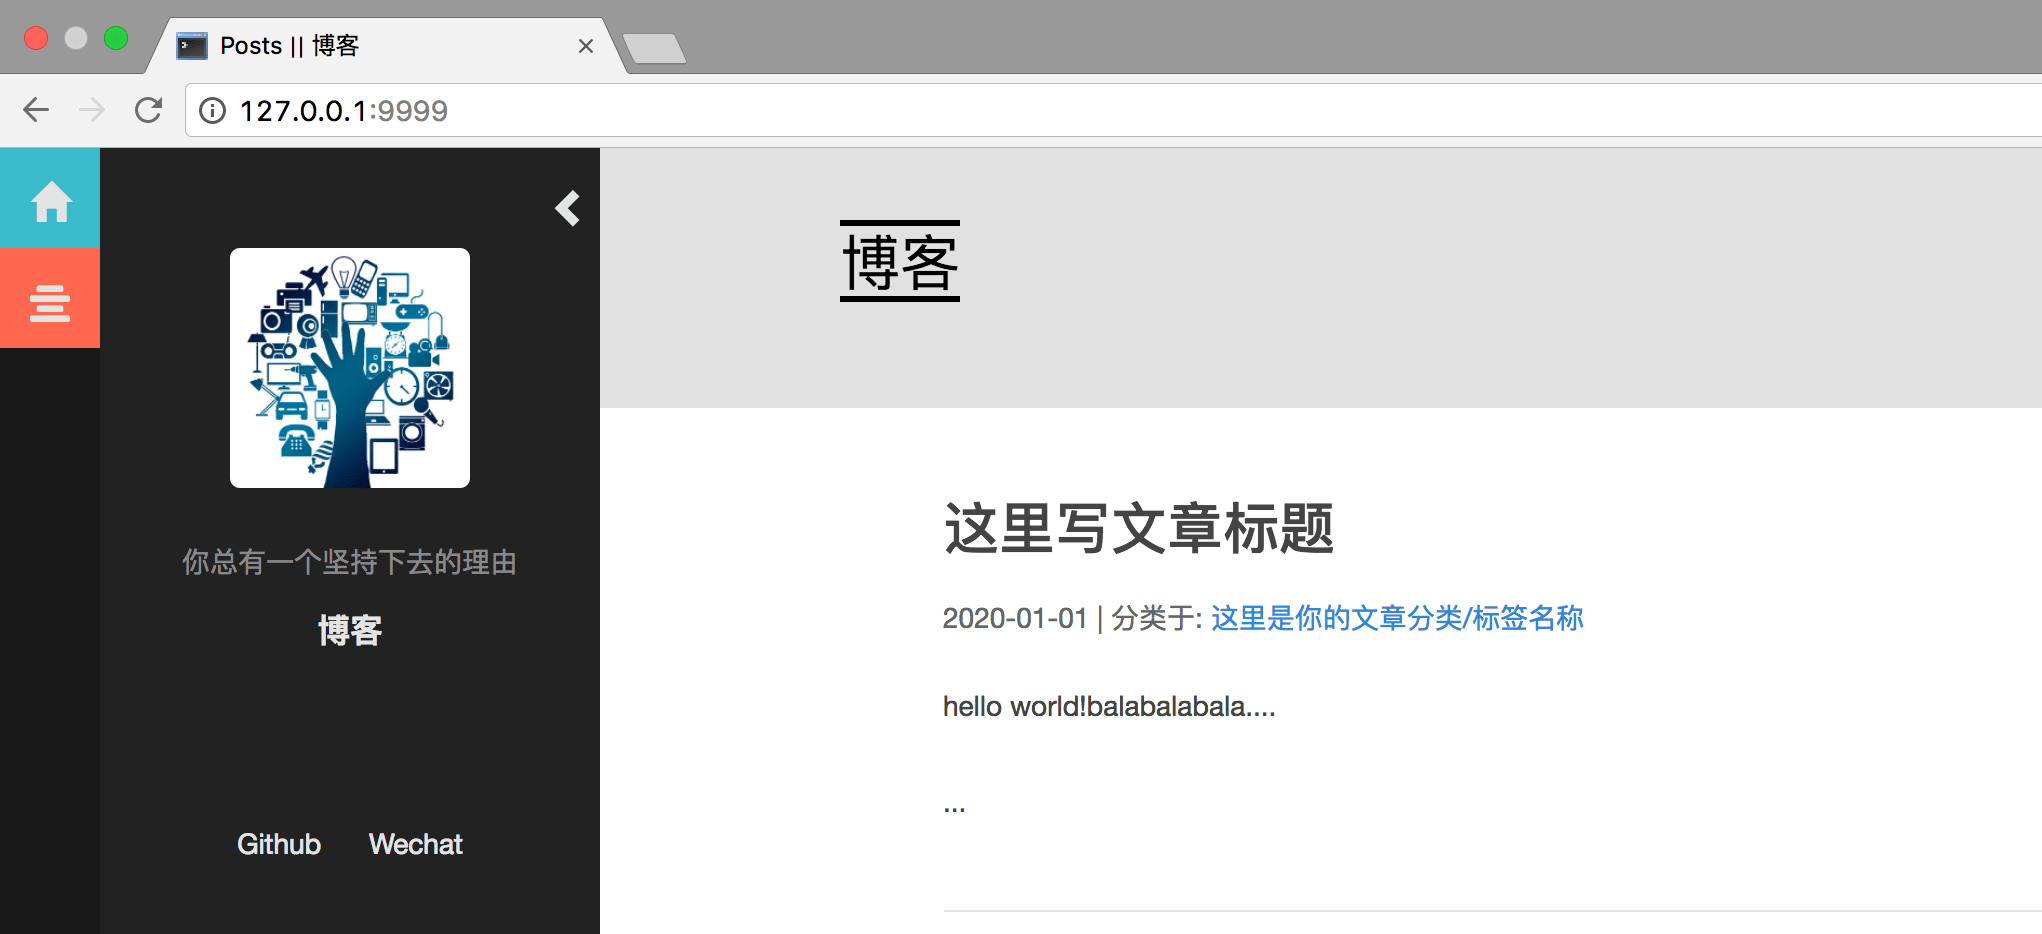 Posts || 博客
127.0.0.1:9999
你总有一个坚持下去的理由
博客
Github Wechat
博客
这里写文章标题
2020-01-01 | 分类于: 这里是你的文章分类/标签名称
hello world!balabalabala....
...